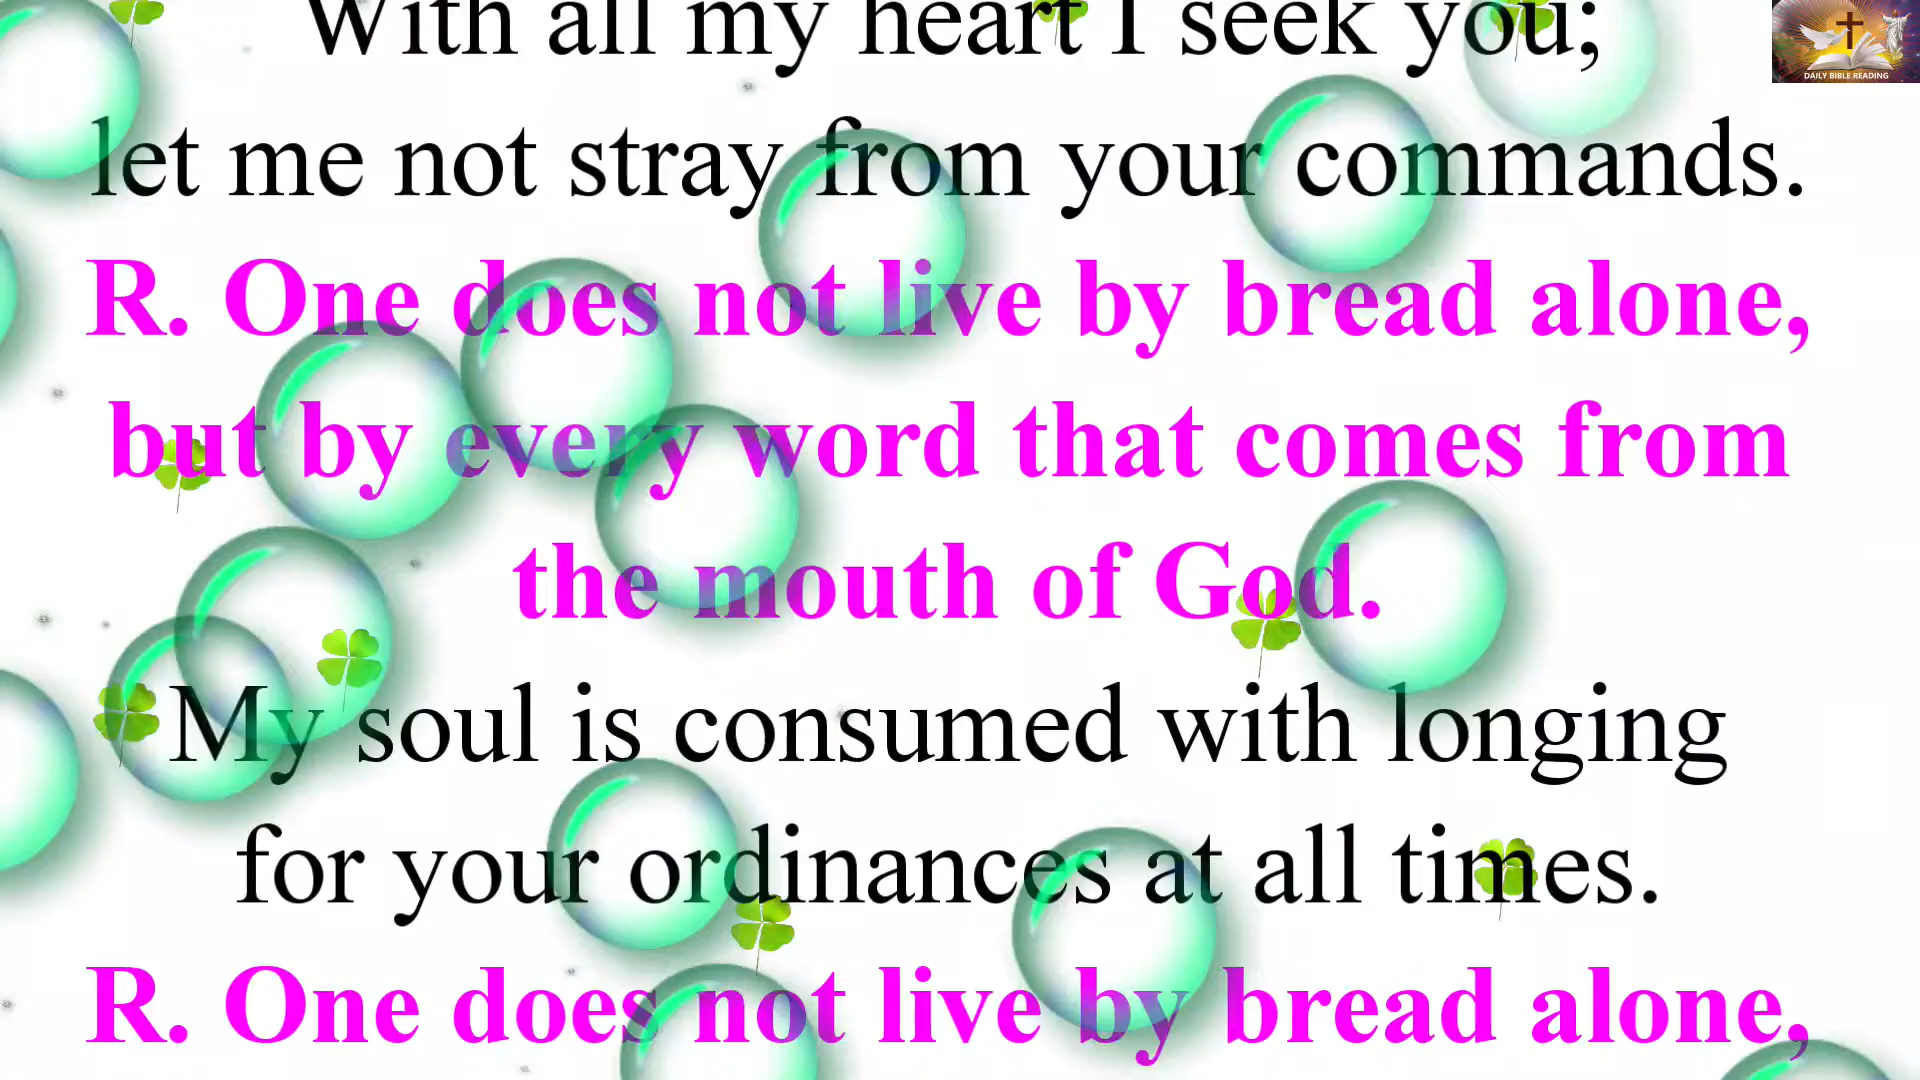 With all my heart I seek you;
let me not stray from your commands.
R. One does not live by bread alone,
but by every word that comes from
the mouth of God.
My soul is consumed with longing
for your ordinances at all times.
R. One does not live by bread alone,
DAILY BIBLE READING